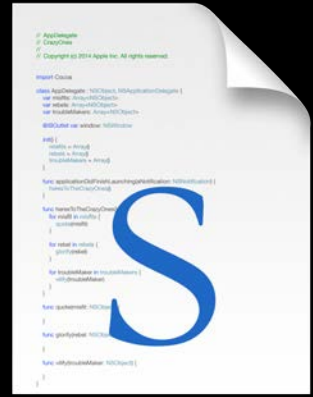 // AppDelegate
// CrazyOnes
//
// Copyright (c) 2014 Apple Inc. All rights reserved.
import Cocoa
class AppDelegate : NSObject, NSApplicationDelegate {
var misfits: Array<NSObject>
var rebels: Array<NSObject>
var troubleMakers: Array<NSObject>
@IBOutlet var window: NSWindow
init() {
misfits = Array()
rebels = Array()
troubleMakers = Array()
}
func applicationDidFinishLaunching(aNotification: NSNotification) {
heresToTheCrazyOnes()
}
func heresToTheCrazyOnes
for misfit in misfits {
quote(misfit)
}
for rebel in rebels {
glorify(rebel)
}
for troubleMaker in troubleMakers {
vilify(troubleMaker)
}
}
func quote(misfit: NSObject
}
func glorify(rebel: NSObject
}
func vilify(troubleMaker: NSObject) {
}
}
S